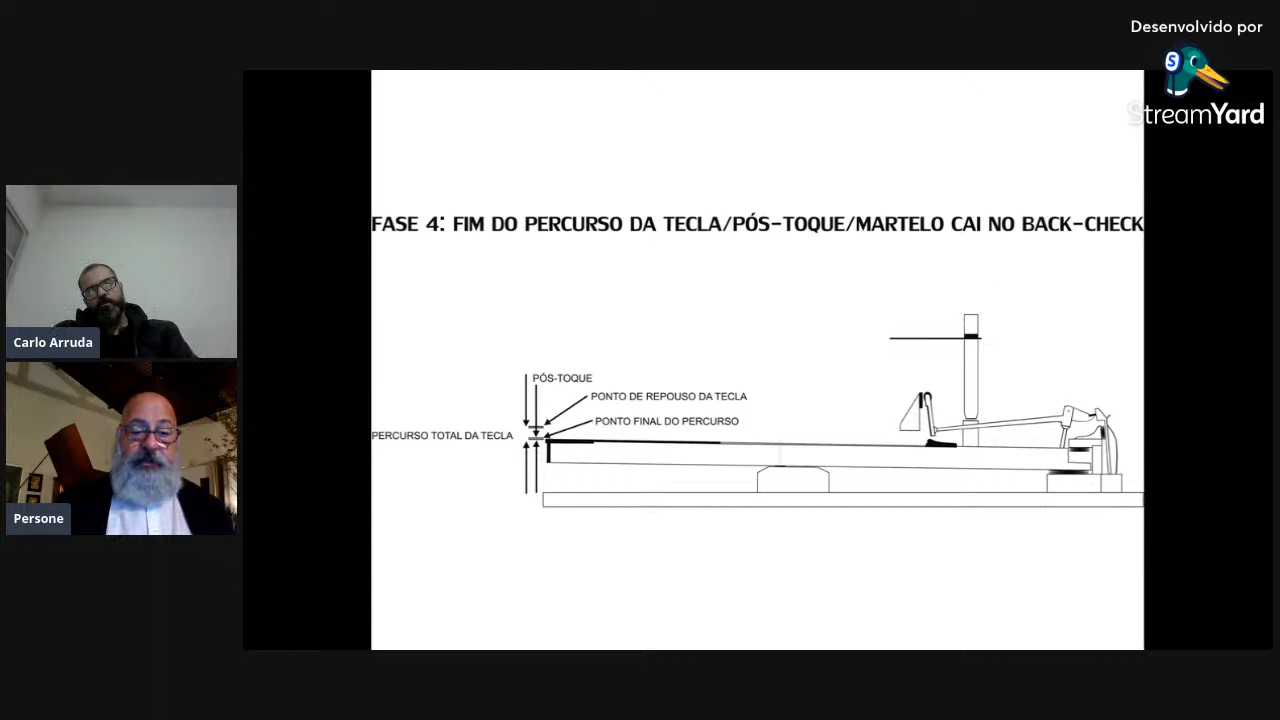 Desenvolvido por
S
StreamYard
FASE 4: FIM DO PERCURSO DA TECLA/PÓS-TOQUE/MARTELO CAI NO BACK-CHECK
PÓS-TOQUE
PONTO DE REPOUSO DA TECLA
PONTO FINAL DO PERCURSO
PERCURSO TOTAL DA TECLA
Carlo Arruda
Persone